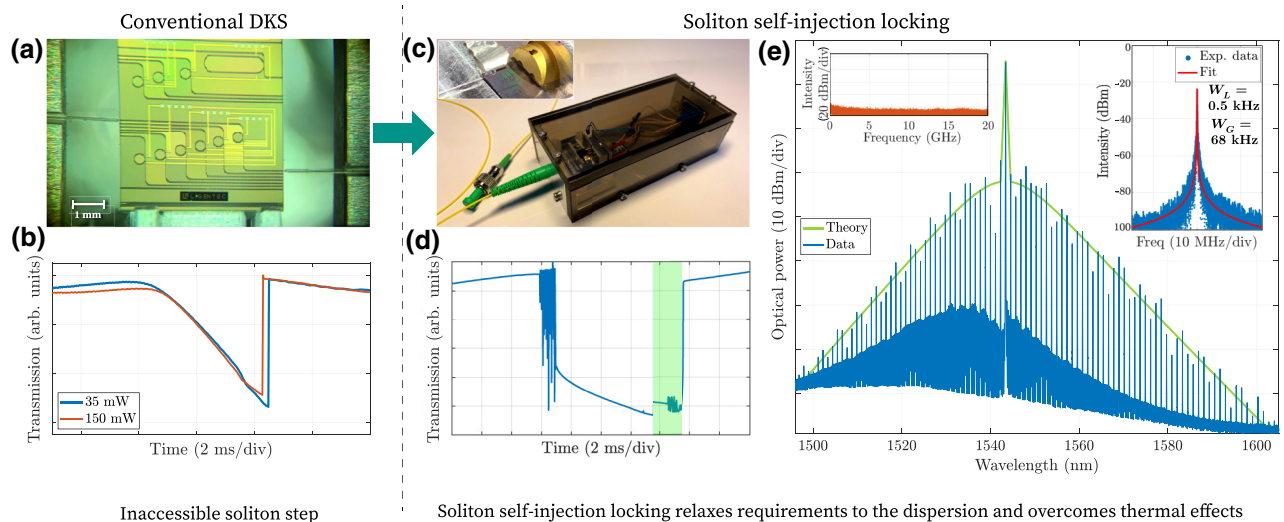 Conventional DKS
Soliton self-injection locking
(a)
1 mm
(b)
Transmission (arb. units)
35 mW
150 mW
Time (2 ms/div)
Inaccessible soliton step
(c)
(d)
Transmission (arb. units)
Time (2 ms/div)
(e)
Optical power (10 dBm/div)
Intensity
(20 dBm/div)
0
5
10
15
20
Frequency (GHz)
Theory
Data
Intensity (dBm)
0
-20
-40
-60
-80
100
Exp. data
Fit
W_L =
0.5 kHz
W_G =
68 kHz
Freq (10 MHz/div)
1500
1520
1540
1560
1580
1600
Wavelength (nm)
Soliton self-injection locking relaxes requirements to the dispersion and overcomes thermal effects